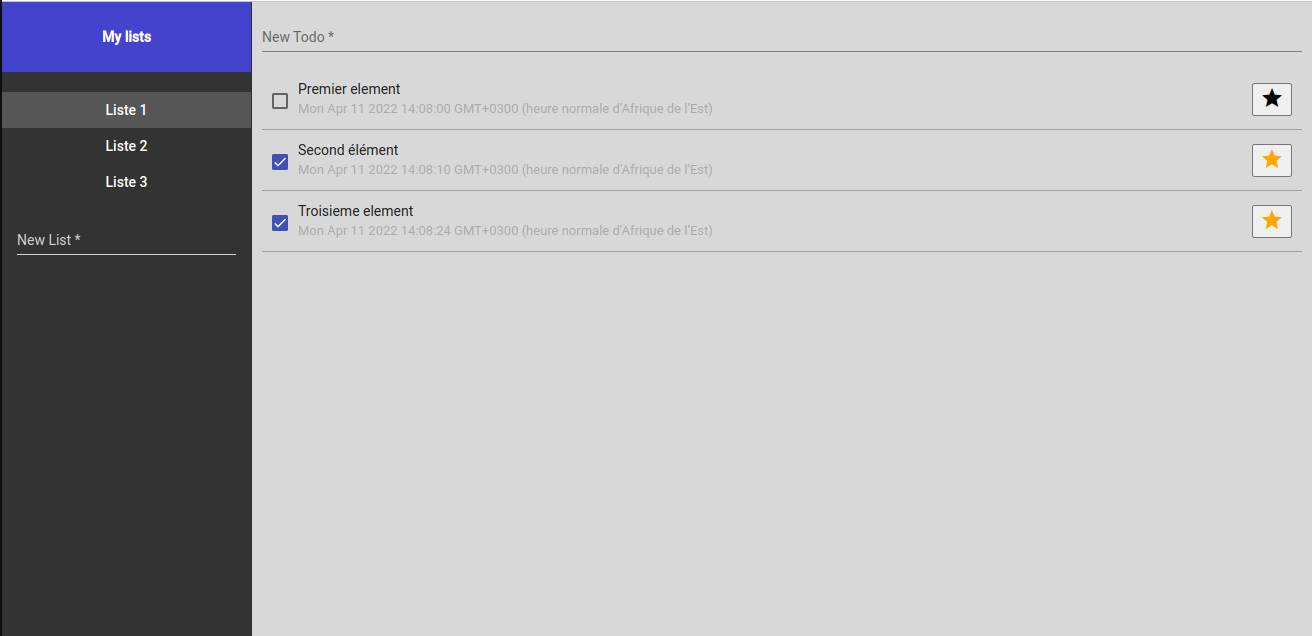 My lists
Liste 1
Liste 2
Liste 3
New List *
New Todo *
Premier element
Mon Apr 11 2022 14:08:00 GMT+0300 (heure normale d’Afrique de l’Est)
Second élément
Mon Apr 11 2022 14:08:10 GMT+0300 (heure normale d’Afrique de l’Est)
Troisieme element
Mon Apr 11 2022 14:08:24 GMT+0300 (heure normale d’Afrique de l’Est)